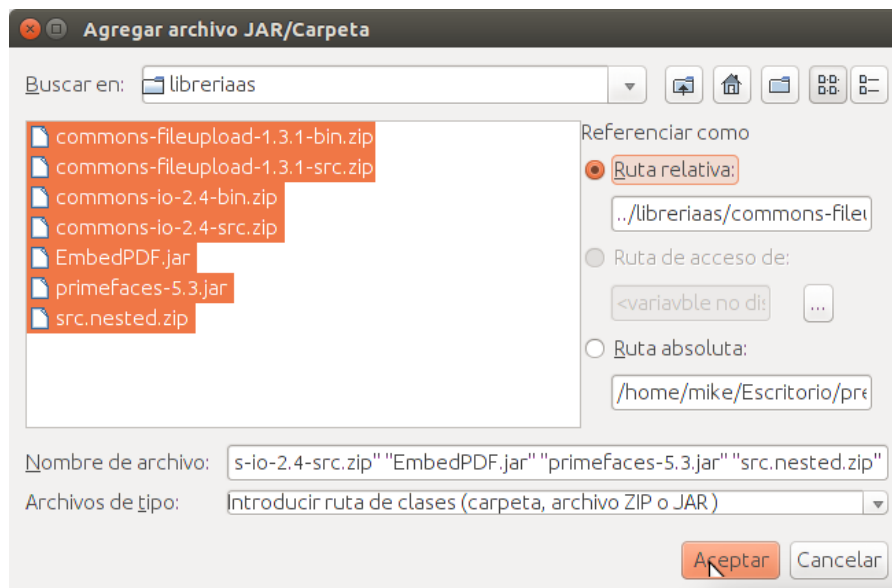 Agregar archivo JAR/Carpeta
Buscar en: libreriaas
commons-fileupload-1.3.1-bin.zip
commons-fileupload-1.3.1-src.zip
commons-io-2.4-bin.zip
commons-io-2.4-src.zip
EmbedPDF.jar
primefaces-5.3.jar
src.nested.zip
Referenciar como
Ruta relativa:
../libreriaas/commons-fileu
Ruta de acceso de:
<variavble no dis
...
Ruta absoluta:
/home/mike/Escritorio/pre
Nombre de archivo: s-io-2.4-src.zip" "EmbedPDF.jar" "primefaces-5.3.jar" "src.nested.zip"
Archivos de tipo: Introducir ruta de clases (carpeta, archivo ZIP o JAR)
Aceptar Cancelar